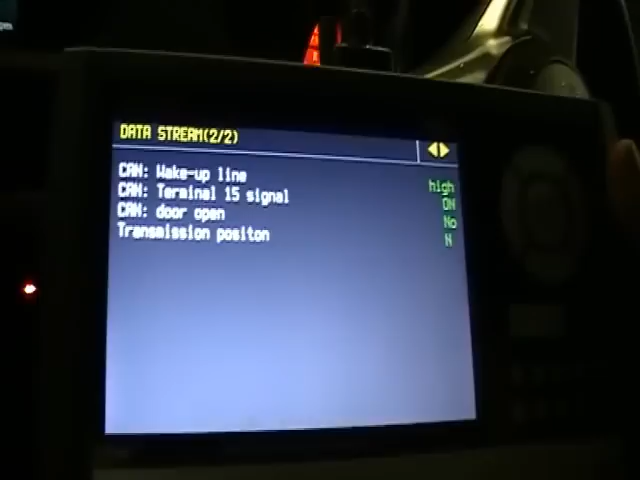 DATA STREAM(2/2)
CAN: Wake-up line high
CAN: Terminal 15 signal ON
CAN: door open No
Transmission positon N